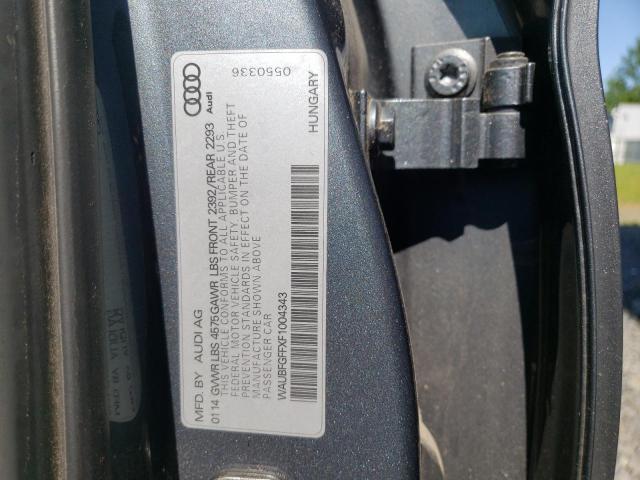 MFD. BY AUDI AG
Audi
0114 GVWR LBS 4575 GAWR LBS FRONT 2392/REAR 2293
THIS VEHICLE CONFORMS TO ALL APPLICABLE U.S.
FEDERAL MOTOR VEHICLE SAFETY, BUMPER AND THEFT
PREVENTION STANDARDS IN EFFECT ON THE DATE OF
MANUFACTURE SHOWN ABOVE
PASSENGER CAR
WAUBFGFFXF1004343
HUNGARY
0550336